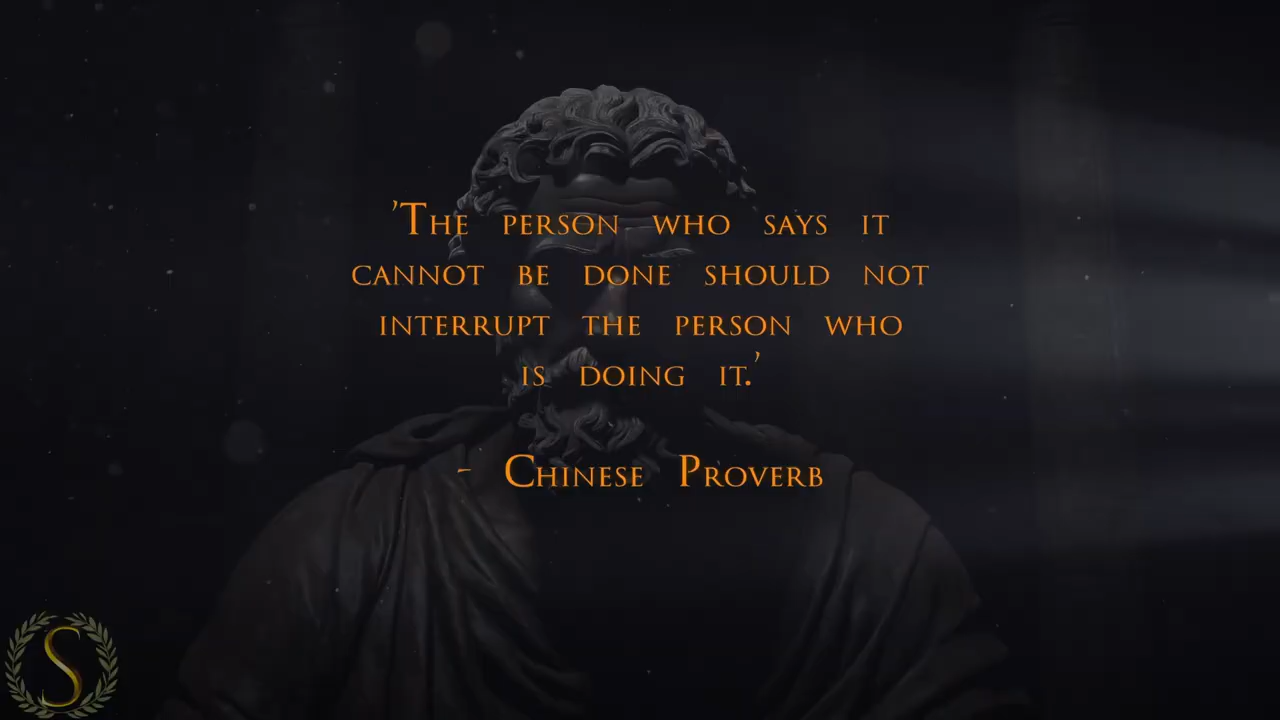 'The person who says it
cannot be done should not
interrupt the person who
is doing it.'
- Chinese Proverb
S